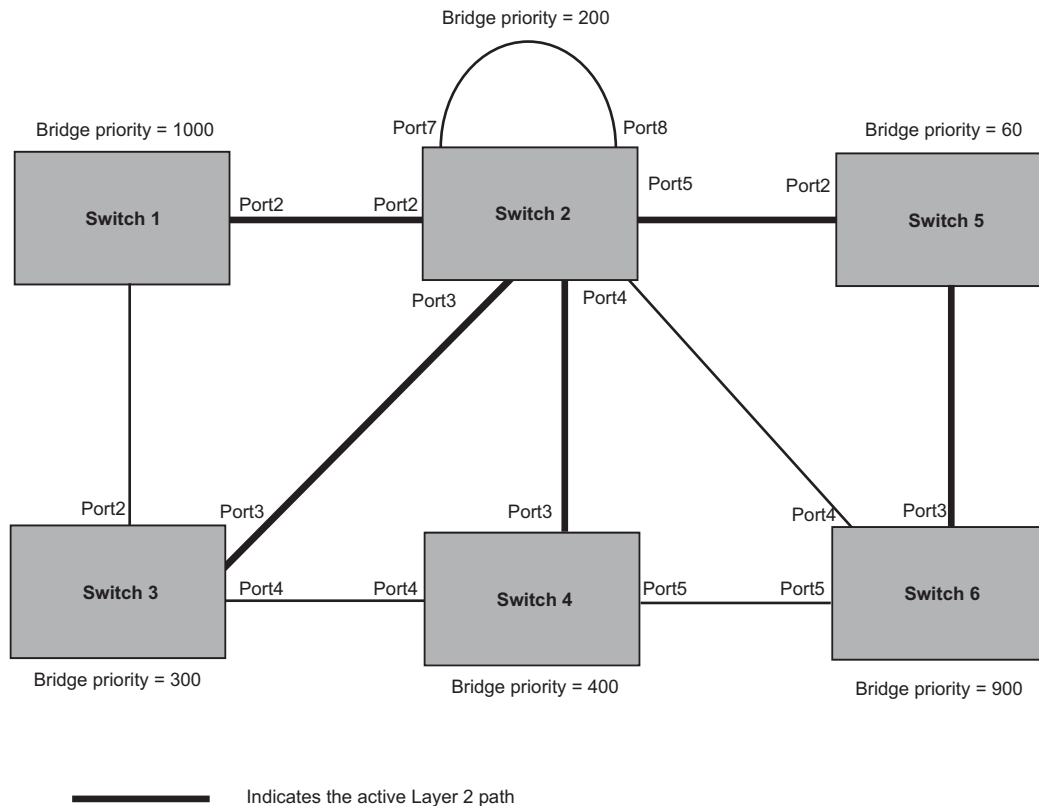 Bridge priority = 200
Port7
Port8
Bridge priority = 1000
Bridge priority = 60
Port5
Port2
Port2
Port2
Switch 1
Switch 2
Switch 5
Port3
Port4
Port2
Port3
Port3
Port4
Port3
Switch 3
Port4
Port4
Switch 4
Port5
Port5
Switch 6
Bridge priority = 300
Bridge priority = 400
Bridge priority = 900
Indicates the active Layer 2 path